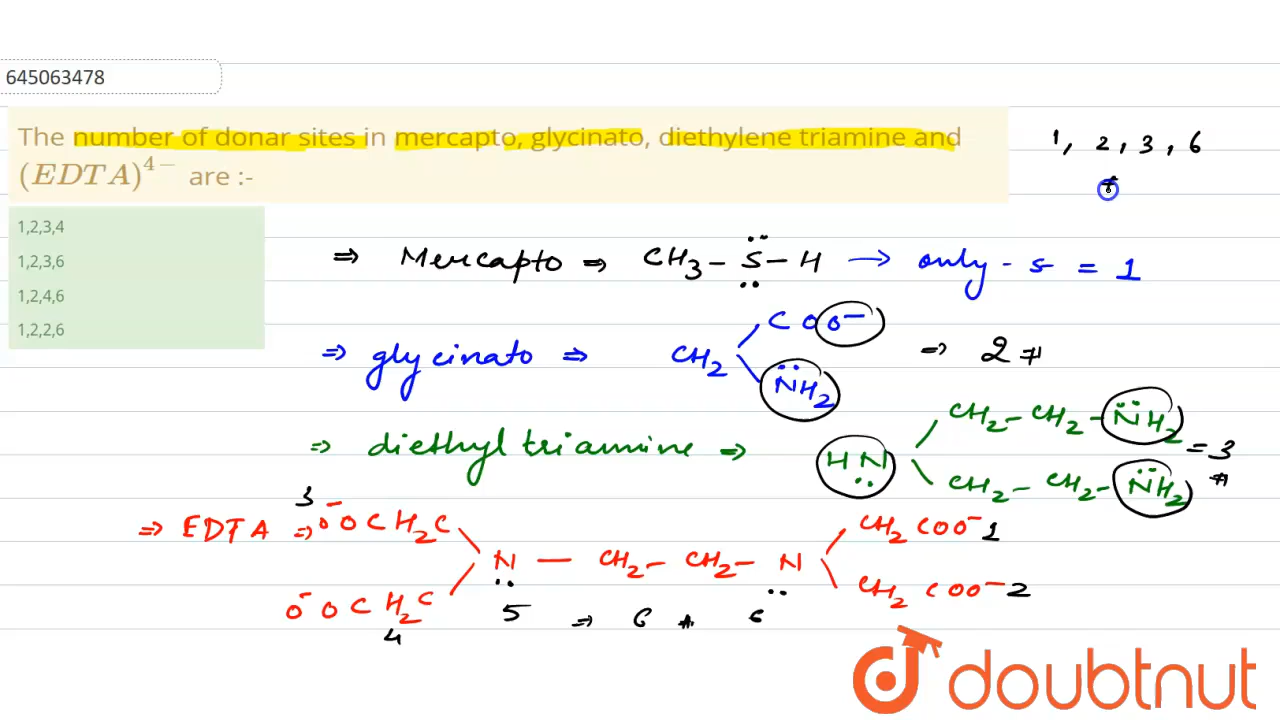 645063478
The number of donar sites in mercapto, glycinato, diethylene triamine and
(EDTA)⁴⁻ are :-
1, 2, 3, 6
1,2,3,4
1,2,3,6
1,2,4,6
1,2,2,6
⇒ Mercapto ⇒ CH₃ – S – H → only - s = 1
⇒ glycinato ⇒ CH₂ COO⁻ NH₂ ⇒ 2
⇒ diethyl triamine ⇒ HN CH₂ – CH₂ – NH₂ = 3
CH₂ – CH₂ – NH₂
3
⇒ EDTA ⇒ ⁻OOCH₂C CH₂COO⁻ 1
N – CH₂ – CH₂ – N
⁻OOCH₂C CH₂COO⁻ 2
4 5 ⇒ 6 6
doubtnut